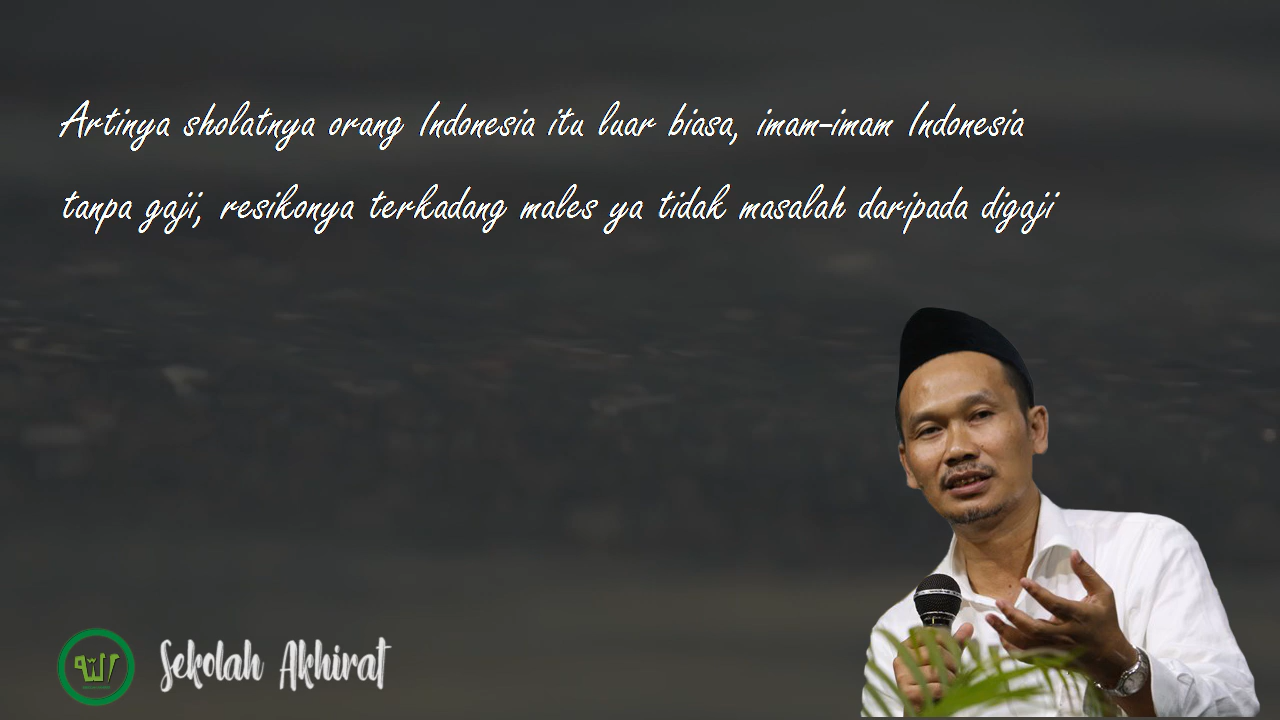 Artinya sholatnya orang Indonesia itu luar biasa, imam-imam Indonesia
tanpa gaji, resikonya terkadang males ya tidak masalah daripada digaji
Sekolah Akhirat